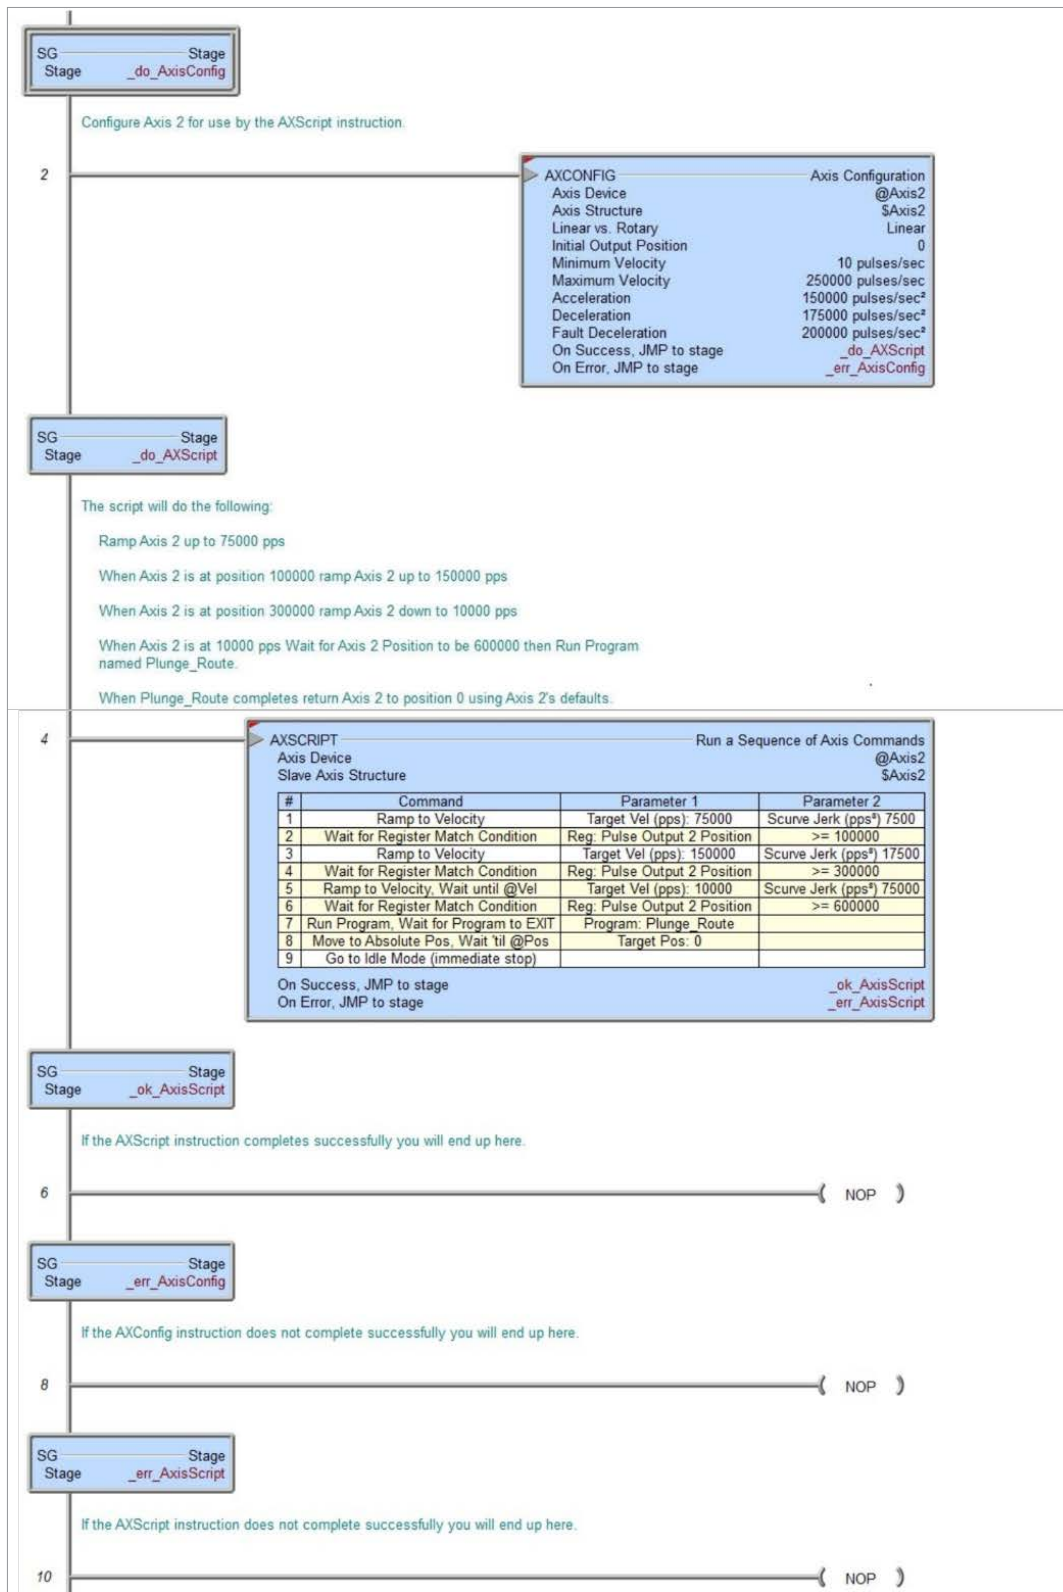 SG Stage
Stage _do_AxisConfig
Configure Axis 2 for use by the AXScript instruction.
2
AXCONFIG Axis Configuration
Axis Device @Axis2
Axis Structure $Axis2
Linear vs. Rotary Linear
Initial Output Position 0
Minimum Velocity 10 pulses/sec
Maximum Velocity 250000 pulses/sec
Acceleration 150000 pulses/sec²
Deceleration 175000 pulses/sec²
Fault Deceleration 200000 pulses/sec²
On Success, JMP to stage _do_AXScript
On Error, JMP to stage _err_AxisConfig
SG Stage
Stage _do_AXScript
The script will do the following:
Ramp Axis 2 up to 75000 pps
When Axis 2 is at position 100000 ramp Axis 2 up to 150000 pps
When Axis 2 is at position 300000 ramp Axis 2 down to 10000 pps
When Axis 2 is at 10000 pps Wait for Axis 2 Position to be 600000 then Run Program
named Plunge_Route.
When Plunge_Route completes return Axis 2 to position 0 using Axis 2's defaults.
4
AXSCRIPT Run a Sequence of Axis Commands
Axis Device @Axis2
Slave Axis Structure $Axis2
# Command Parameter 1 Parameter 2
1 Ramp to Velocity Target Vel (pps): 75000 Scurve Jerk (pps³) 7500
2 Wait for Register Match Condition Reg: Pulse Output 2 Position >= 100000
3 Ramp to Velocity Target Vel (pps): 150000 Scurve Jerk (pps³) 17500
4 Wait for Register Match Condition Reg: Pulse Output 2 Position >= 300000
5 Ramp to Velocity, Wait until @Vel Target Vel (pps): 10000 Scurve Jerk (pps³) 75000
6 Wait for Register Match Condition Reg: Pulse Output 2 Position >= 600000
7 Run Program, Wait for Program to EXIT Program: Plunge_Route
8 Move to Absolute Pos, Wait 'til @Pos Target Pos: 0
9 Go to Idle Mode (immediate stop)
On Success, JMP to stage _ok_AxisScript
On Error, JMP to stage _err_AxisScript
SG Stage
Stage _ok_AxisScript
If the AXScript instruction completes successfully you will end up here.
6
( NOP )
SG Stage
Stage _err_AxisConfig
If the AXConfig instruction does not complete successfully you will end up here.
8
( NOP )
SG Stage
Stage _err_AxisScript
If the AXScript instruction does not complete successfully you will end up here.
10
( NOP )